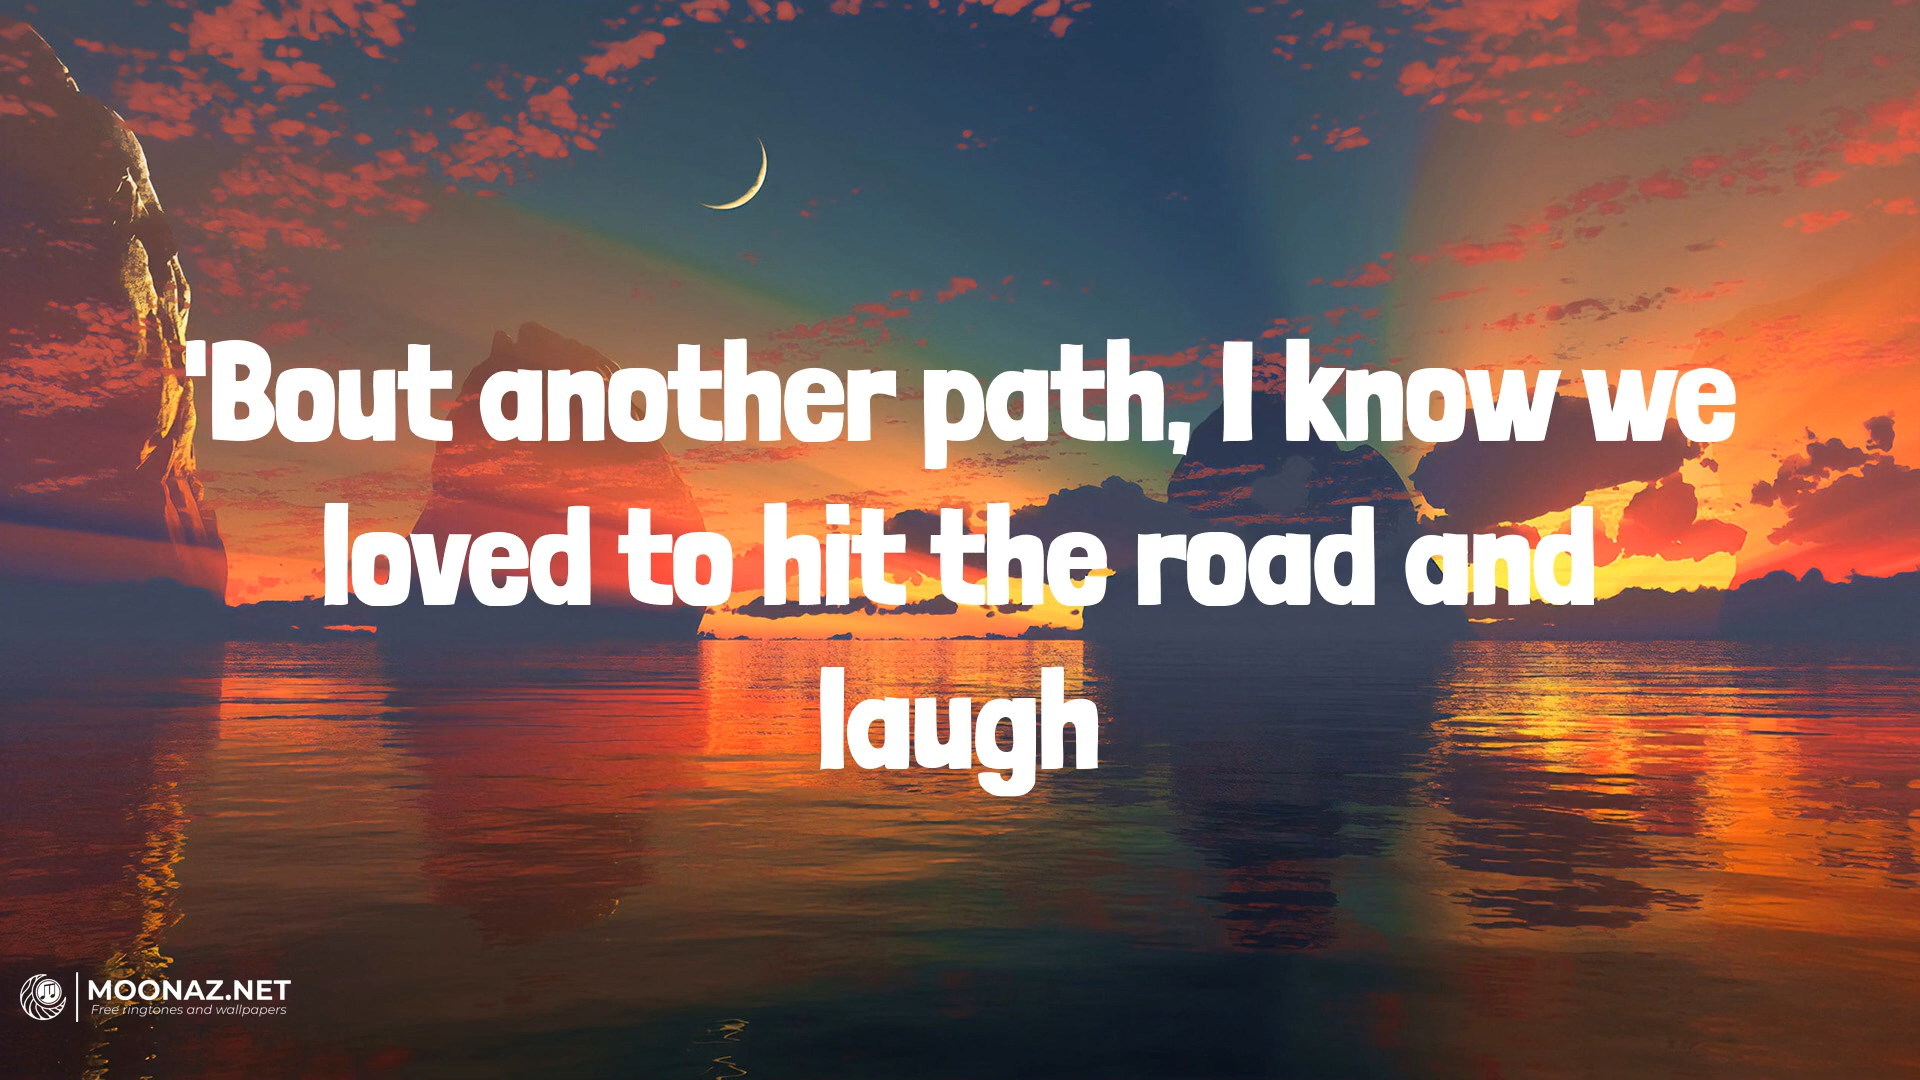 'Bout another path, I know we
loved to hit the road and
laugh
MOONAZ.NET
Free ringtones and wallpapers